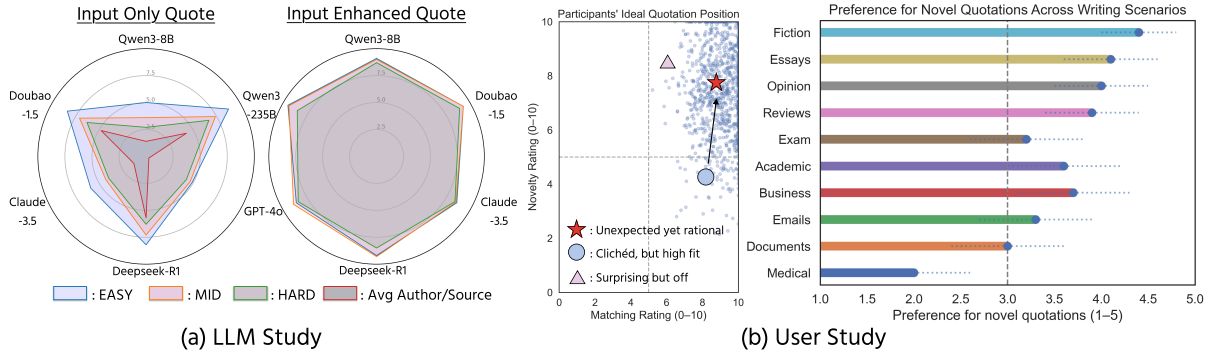 Input Only Quote
Qwen3-8B
7.5
5.0
2.5
Doubao
-1.5
Qwen3
-235B
Claude
-3.5
GPT-4o
Deepseek-R1
Input Enhanced Quote
Qwen3-8B
7.5
5.0
2.5
Doubao
-1.5
Claude
-3.5
Deepseek-R1
: EASY
: MID
: HARD
: Avg Author/Source
(a) LLM Study
Participants' Ideal Quotation Position
Novelty Rating (0–10)
10
8
6
4
2
0
: Unexpected yet rational
: Clichéd, but high fit
: Surprising but off
0 2 4 6 8 10
Matching Rating (0–10)
Preference for Novel Quotations Across Writing Scenarios
Fiction
Essays
Opinion
Reviews
Exam
Academic
Business
Emails
Documents
Medical
1.0 1.5 2.0 2.5 3.0 3.5 4.0 4.5 5.0
Preference for novel quotations (1–5)
(b) User Study